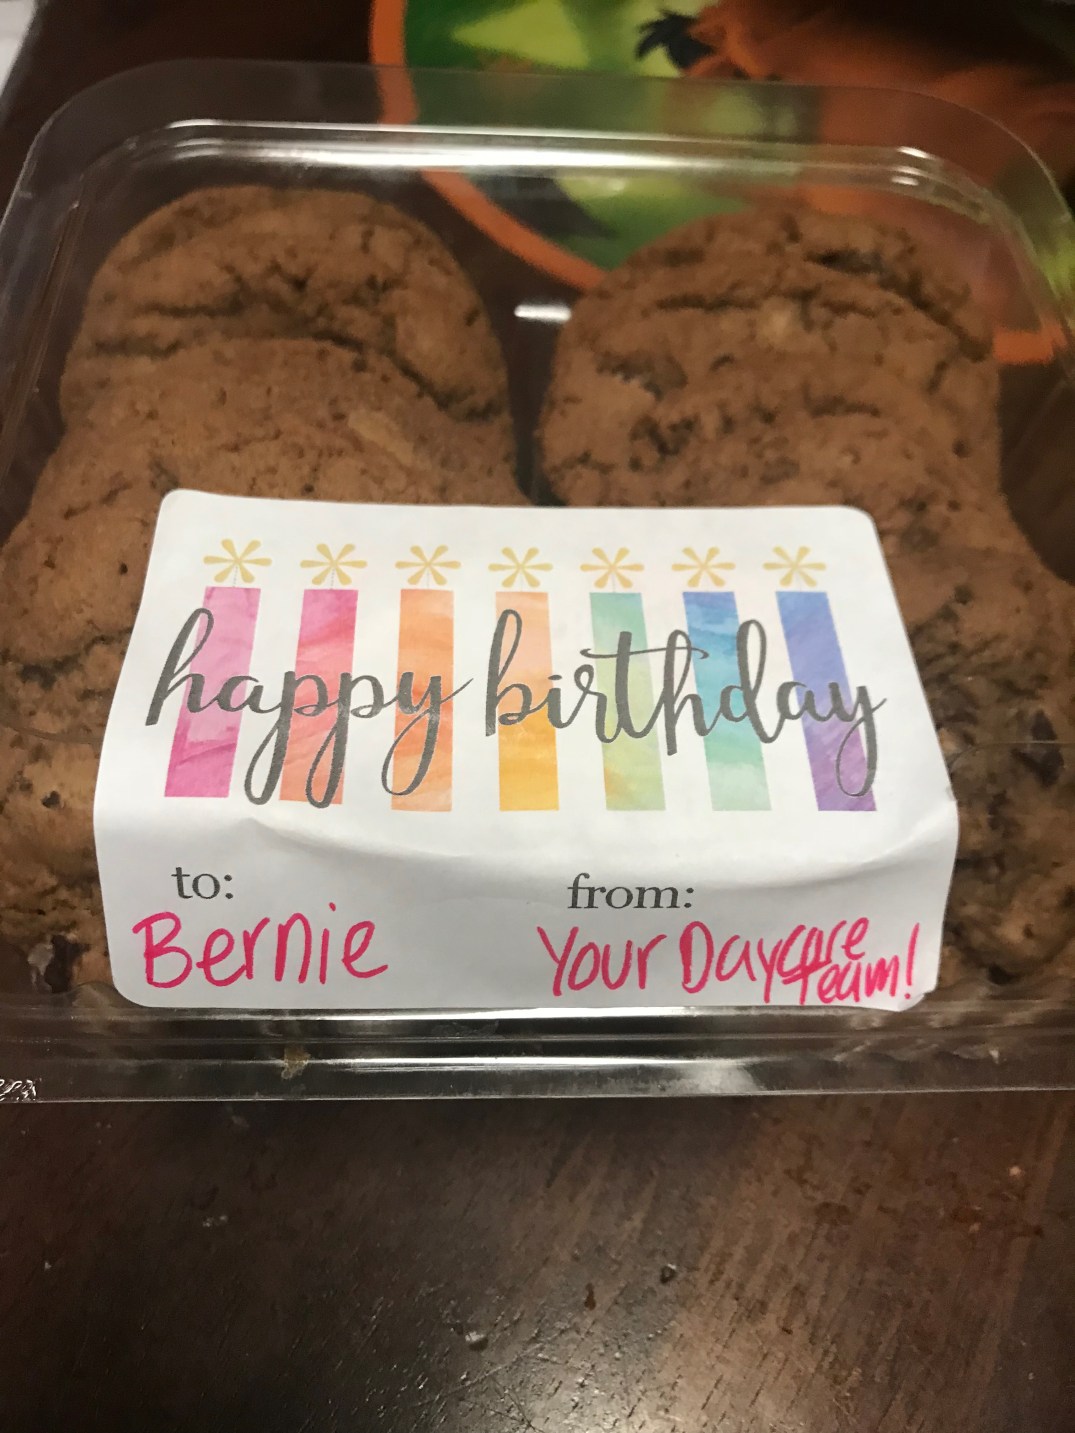 happy birthday
to: from:
Bernie Your Daycare
Team!